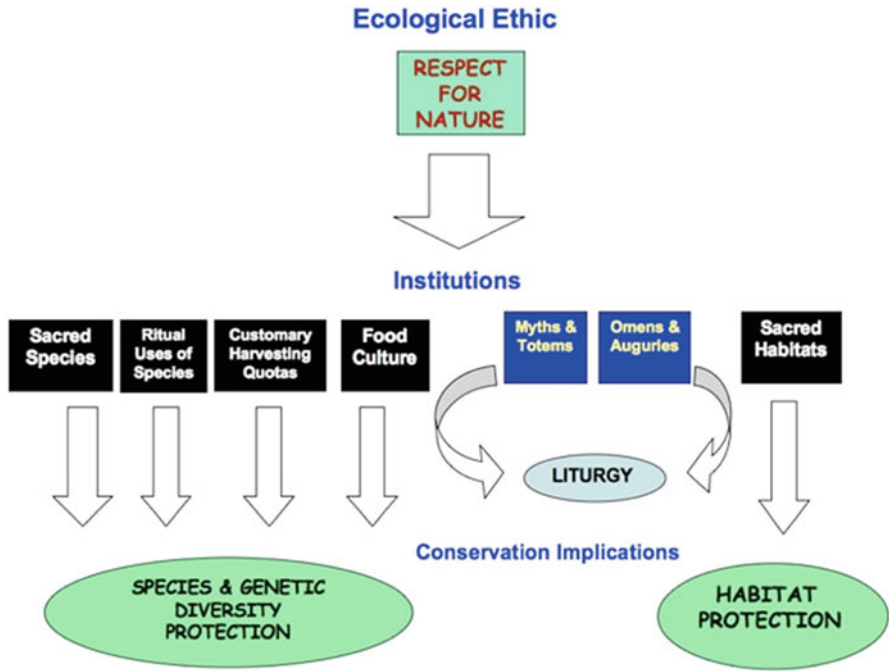 Ecological Ethic
RESPECT
FOR
NATURE
Institutions
Sacred
Species
Ritual
Uses of
Species
Customary
Harvesting
Quotas
Food
Culture
Myths &
Totems
Omens &
Auguries
Sacred
Habitats
LITURGY
Conservation Implications
SPECIES & GENETIC
DIVERSITY
PROTECTION
HABITAT
PROTECTION